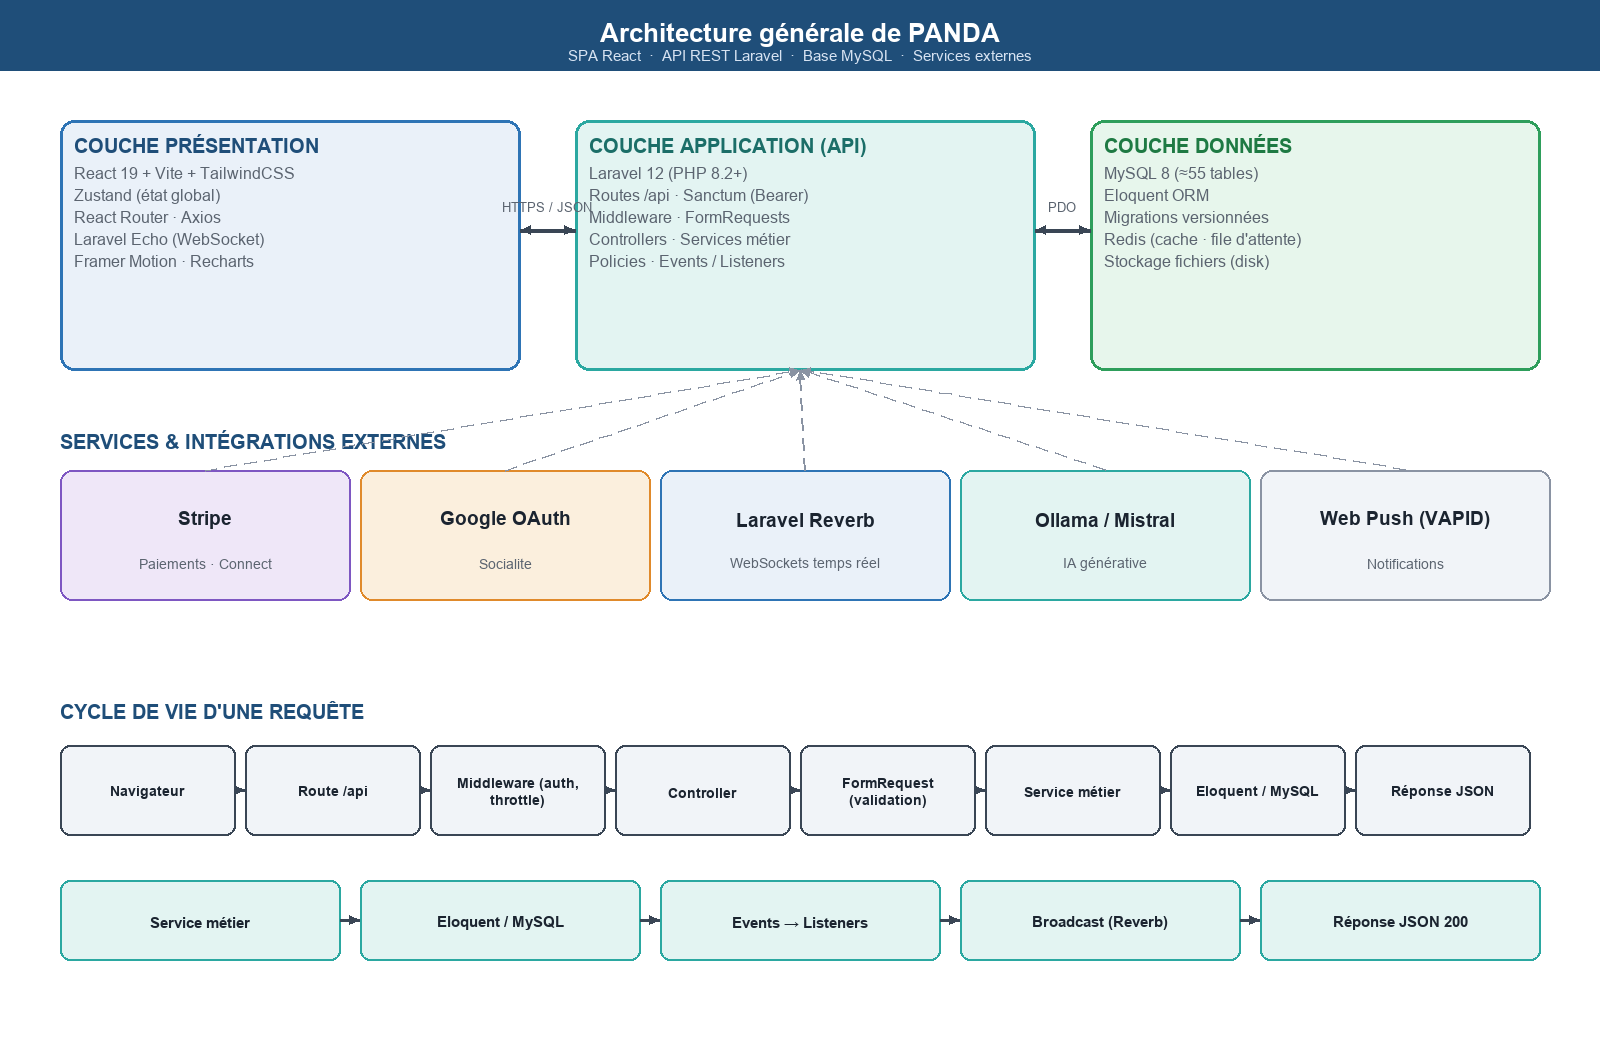 Architecture générale de PANDA
SPA React · API REST Laravel · Base MySQL · Services externes
COUCHE PRÉSENTATION
React 19 + Vite + TailwindCSS
Zustand (état global)
React Router · Axios
Laravel Echo (WebSocket)
Framer Motion · Recharts
HTTPS / JSON
COUCHE APPLICATION (API)
Laravel 12 (PHP 8.2+)
Routes /api · Sanctum (Bearer)
Middleware · FormRequests
Controllers · Services métier
Policies · Events / Listeners
PDO
COUCHE DONNÉES
MySQL 8 (≈55 tables)
Eloquent ORM
Migrations versionnées
Redis (cache · file d'attente)
Stockage fichiers (disk)
SERVICES & INTÉGRATIONS EXTERNES
Stripe
Paiements · Connect
Google OAuth
Socialite
Laravel Reverb
WebSockets temps réel
Ollama / Mistral
IA générative
Web Push (VAPID)
Notifications
CYCLE DE VIE D'UNE REQUÊTE
Navigateur
Route /api
Middleware (auth,
throttle)
Controller
FormRequest
(validation)
Service métier
Eloquent / MySQL
Réponse JSON
Service métier
Eloquent / MySQL
Events → Listeners
Broadcast (Reverb)
Réponse JSON 200